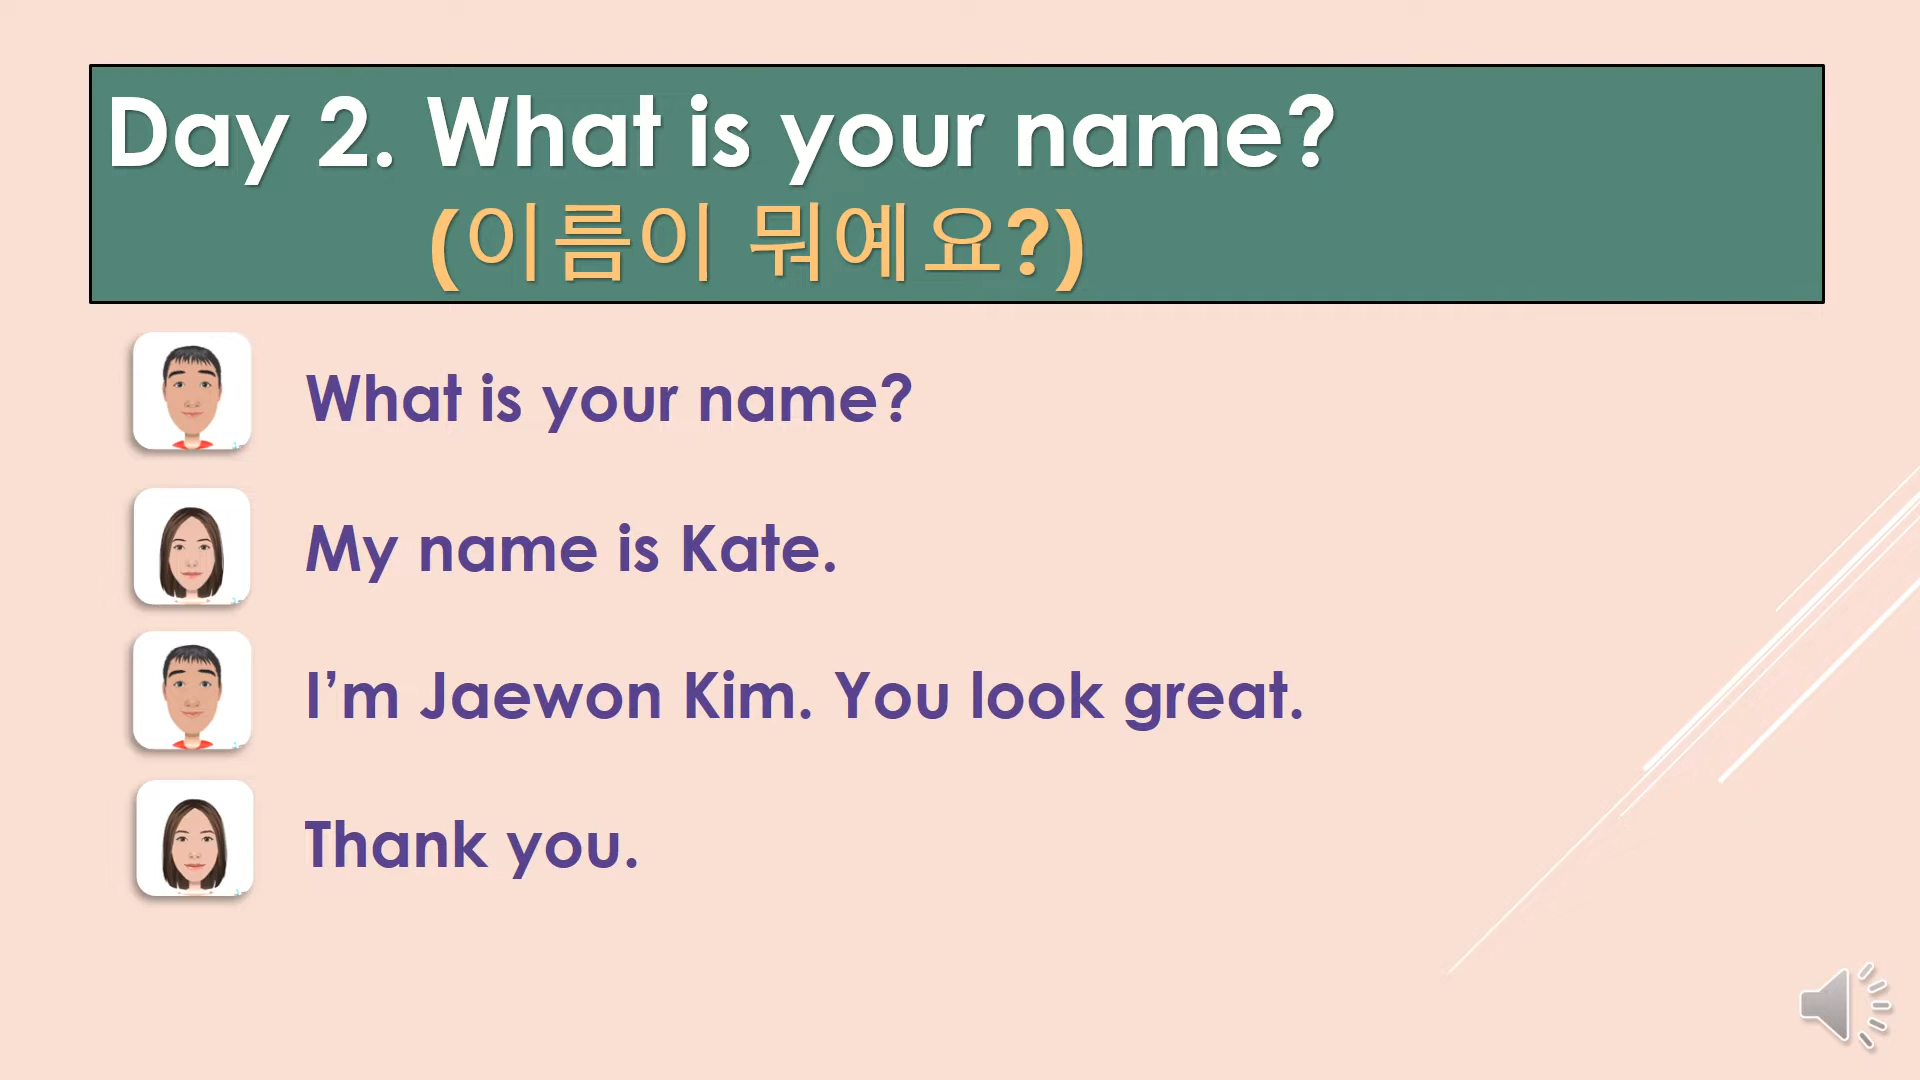 Day 2. What is your name?
(이름이 뭐예요?)
What is your name?
My name is Kate.
I’m Jaewon Kim. You look great.
Thank you.